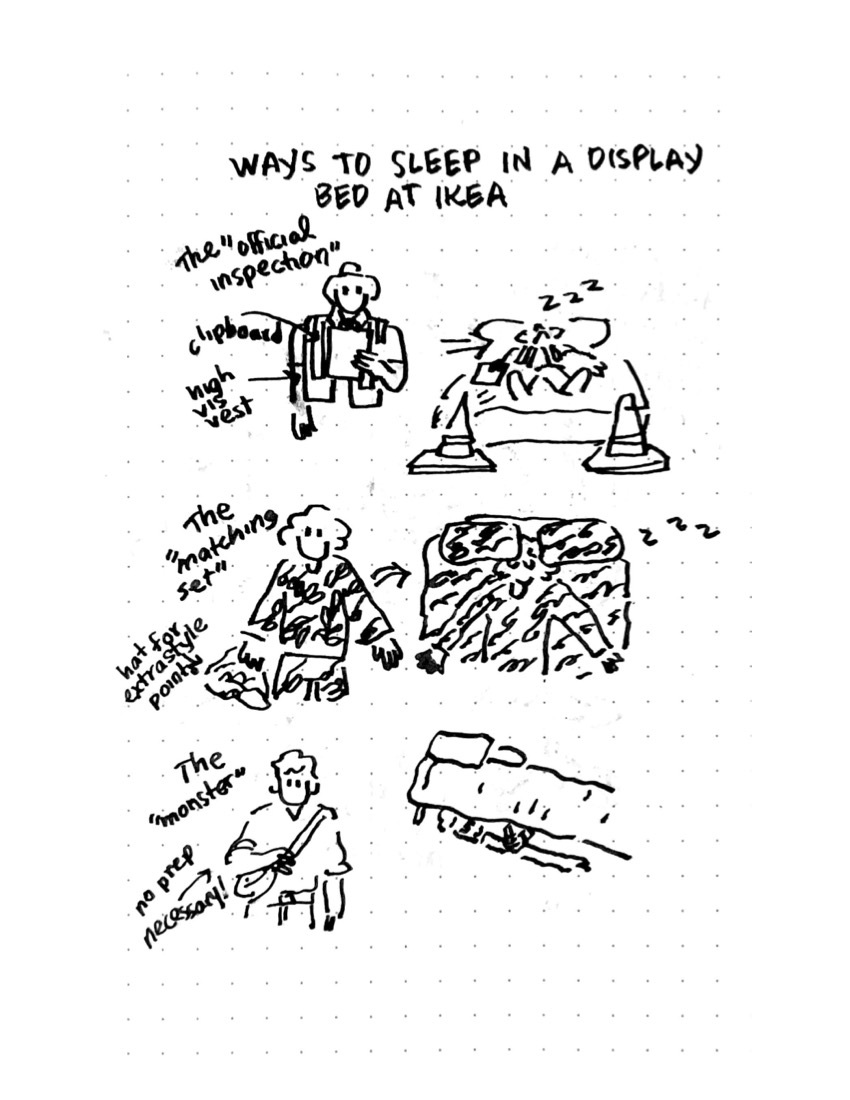 WAYS TO SLEEP IN A DISPLAY
BED AT IKEA
The "official
inspection"
clipboard
high
vis
vest
z z z
The
"matching
set"
z z z
hat for
extra style
points
The
"monster"
no prep
necessary!